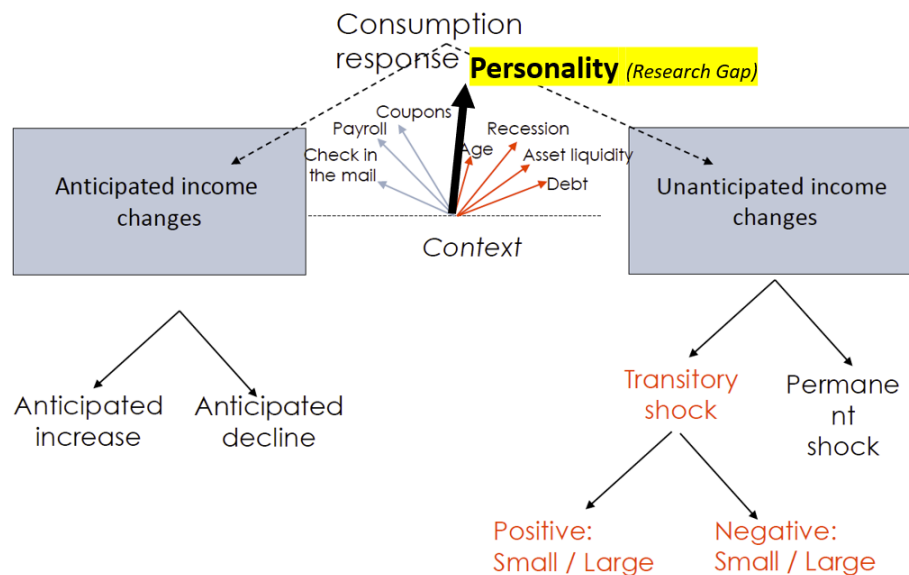 Consumption
response
Personality (Research Gap)
Coupons
Payroll
Check in
the mail
Age
Recession
Asset liquidity
Debt
Anticipated income
changes
Unanticipated income
changes
Context
Anticipated
increase
Anticipated
decline
Transitory
shock
Permane
nt
shock
Positive:
Small / Large
Negative:
Small / Large